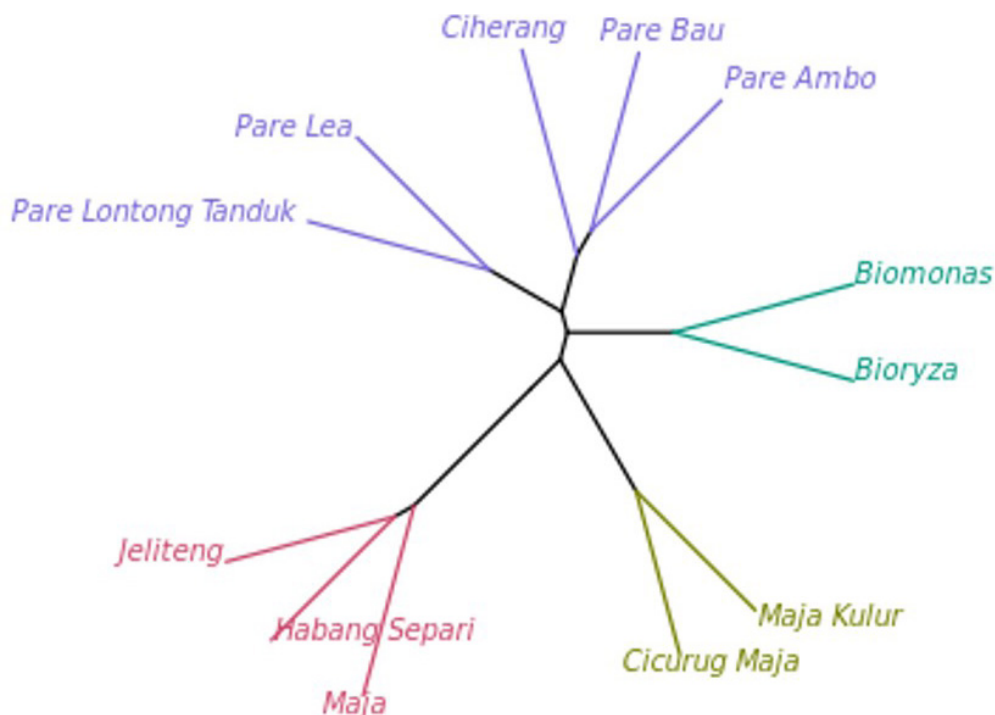 Ciherang
Pare Bau
Pare Ambo
Pare Lea
Pare Lontong Tanduk
Biomonas
Bioryza
Jeliteng
Habang Separi
Maja Kulur
Cicurug Maja
Maja